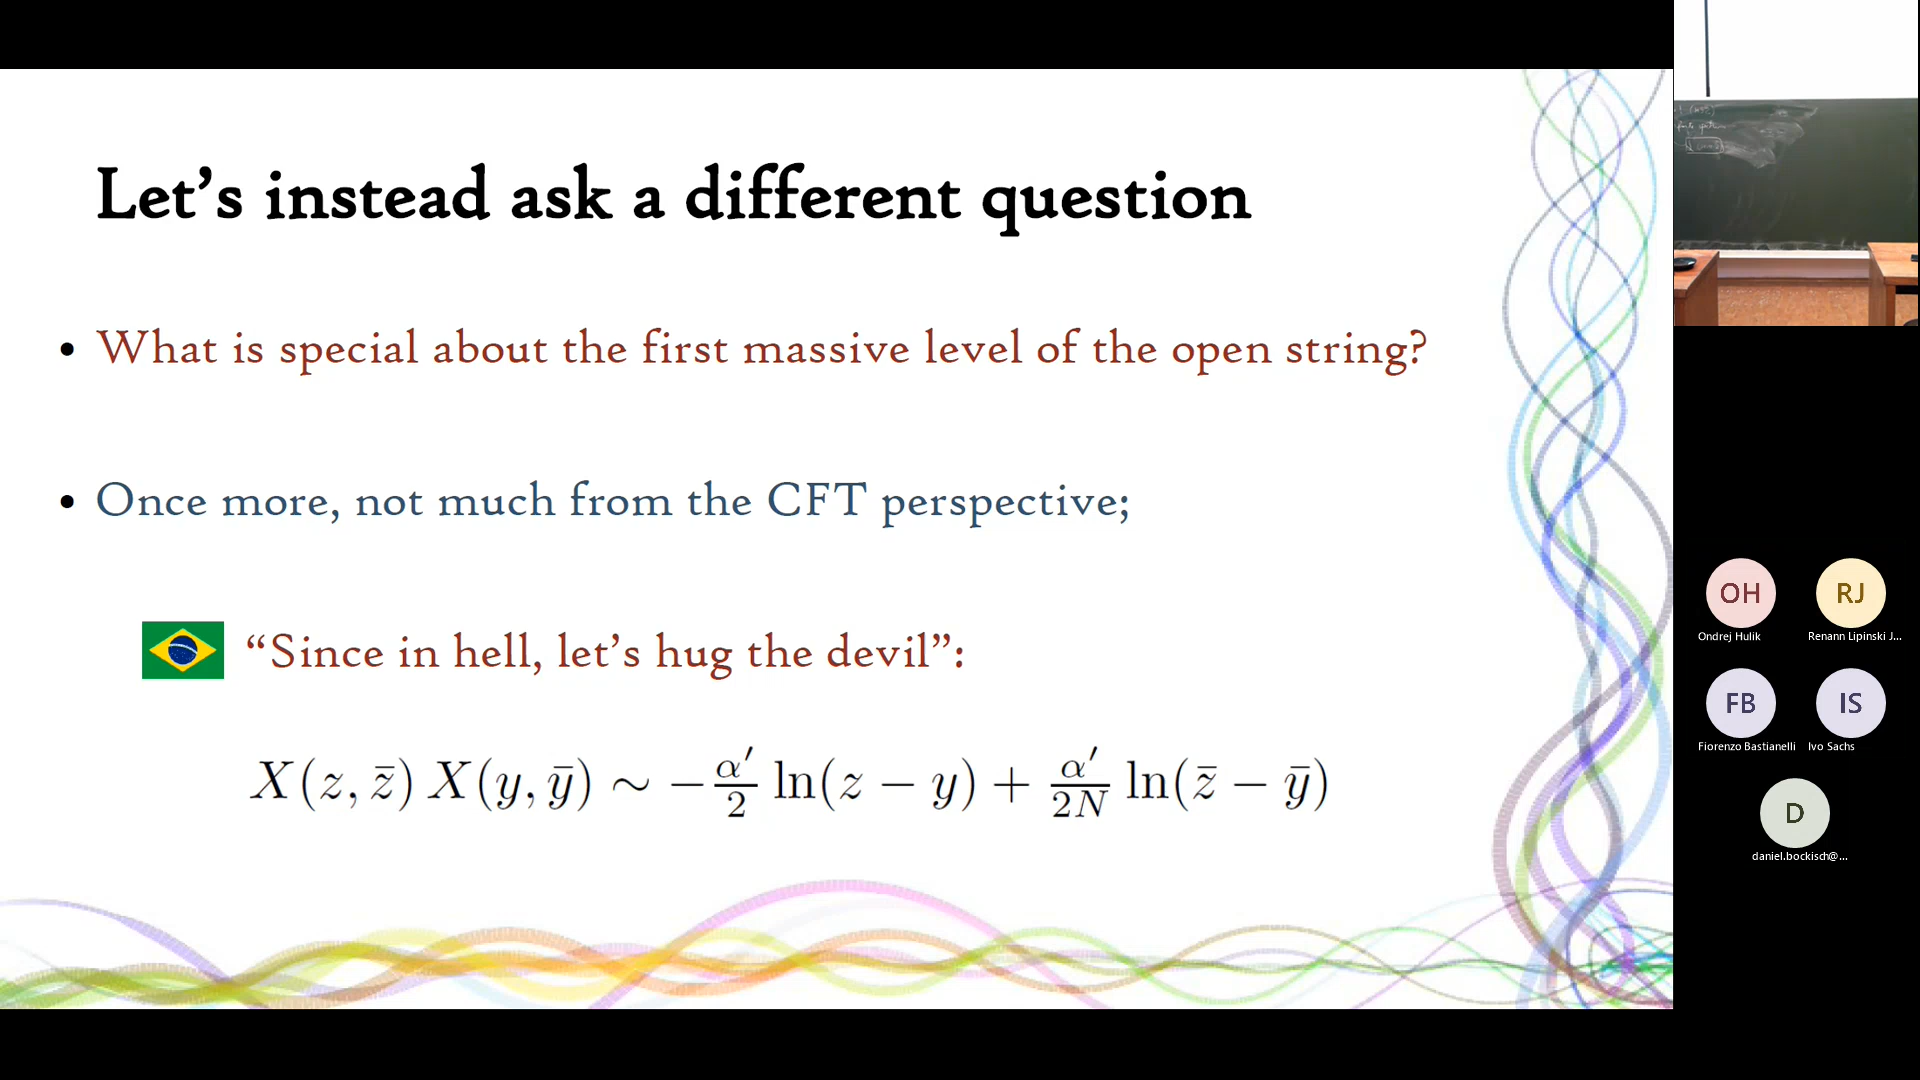 Let's instead ask a different question
• What is special about the first massive level of the open string?
• Once more, not much from the CFT perspective;
“Since in hell, let's hug the devil”:
X(z, z̄) X(y, ȳ) ∼ −α′/2 ln(z − y) + α′/2N ln(z̄ − ȳ)
OH
RJ
Ondrej Hulik
Renann Lipinski J...
FB
IS
Fiorenzo Bastianelli
Ivo Sachs
D
daniel.bockisch@...